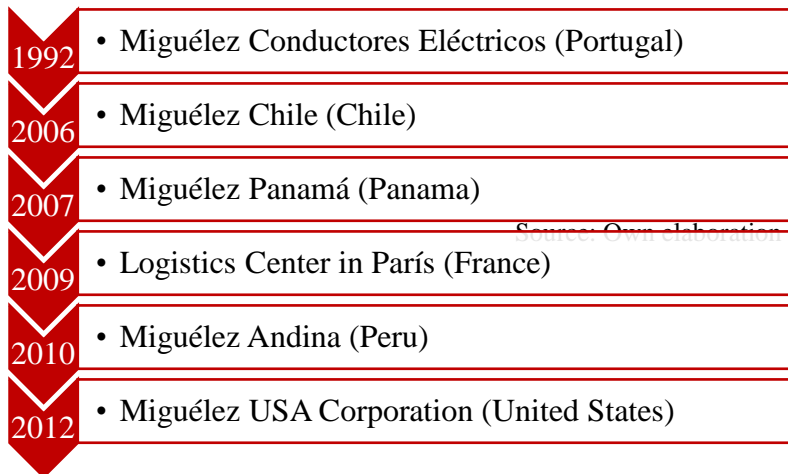 1992
• Miguélez Conductores Eléctricos (Portugal)
2006
• Miguélez Chile (Chile)
2007
• Miguélez Panamá (Panama)
Source: Own elaboration
2009
• Logistics Center in París (France)
2010
• Miguélez Andina (Peru)
2012
• Miguélez USA Corporation (United States)